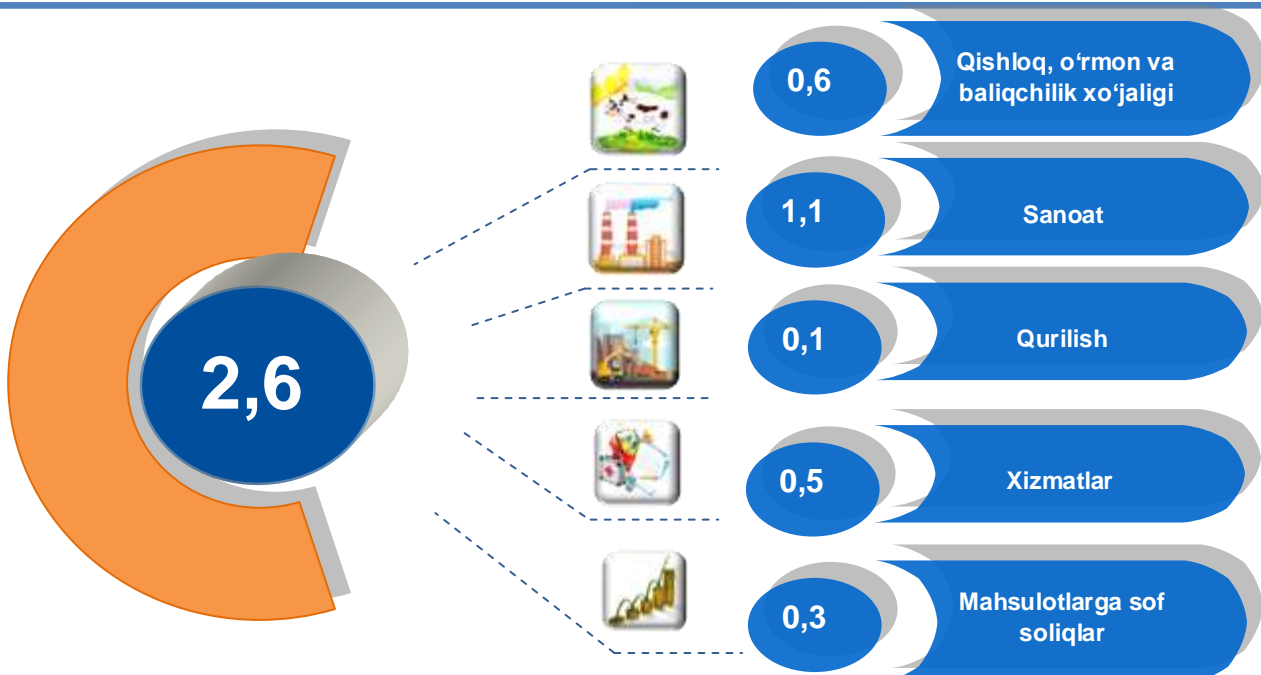 2,6
0,6
Qishloq, o‘rmon va
baliqchilik xo‘jaligi
1,1
Sanoat
0,1
Qurilish
0,5
Xizmatlar
0,3
Mahsulotlarga sof
soliqlar